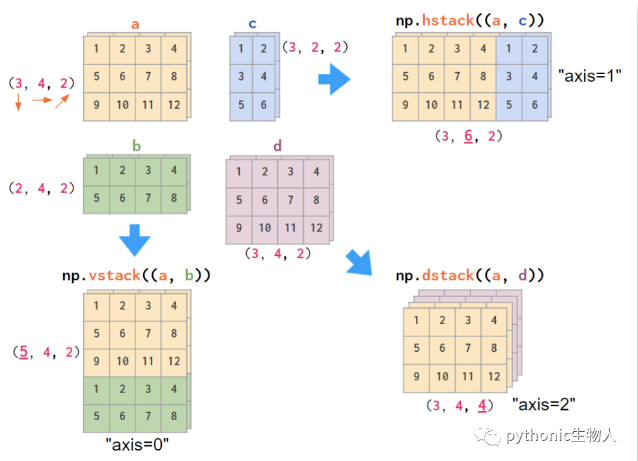 a
1 2 3 4
5 6 7 8
9 10 11 12
(3, 4, 2)
c
1 2
3 4
5 6
(3, 2, 2)
np.hstack((a, c))
1 2 3 4 1 2
5 6 7 8 3 4
9 10 11 12 5 6
"axis=1"
(3, 6, 2)
b
1 2 3 4
5 6 7 8
(2, 4, 2)
d
1 2 3 4
5 6 7 8
9 10 11 12
(3, 4, 2)
np.vstack((a, b))
1 2 3 4
5 6 7 8
9 10 11 12
1 2 3 4
5 6 7 8
(5, 4, 2)
"axis=0"
np.dstack((a, d))
1 2 3 4
5 6 7 8
9 10 11 12
(3, 4, 4)
"axis=2"
pythonic生物人